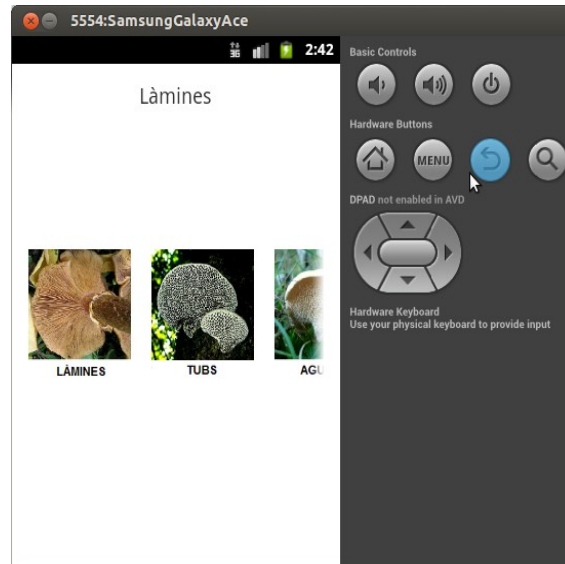 5554:SamsungGalaxyAce
3G 2:42
Làmines
LÀMINES
TUBS
AGU
Basic Controls
Hardware Buttons
MENU
DPAD not enabled in AVD
Hardware Keyboard
Use your physical keyboard to provide input